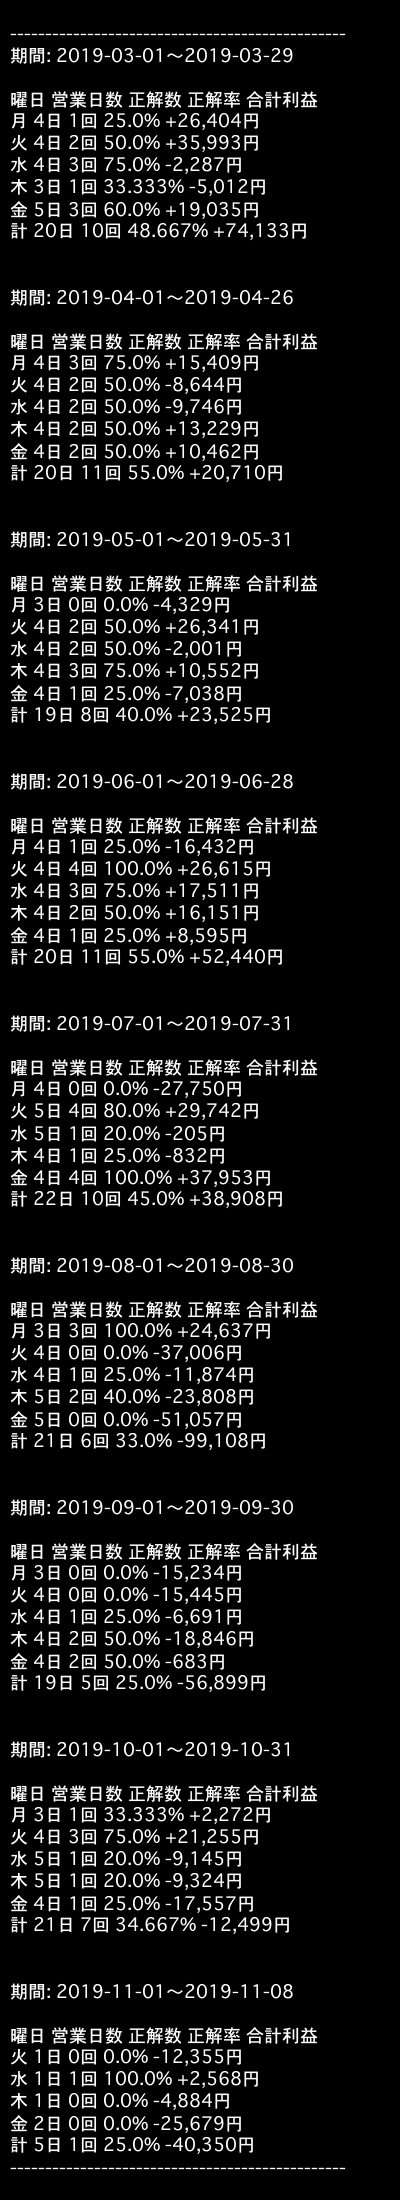 ------------------------------------------------
期間: 2019-03-01〜2019-03-29
曜日 営業日数 正解数 正解率 合計利益
月 4日 1回 25.0% +26,404円
火 4日 2回 50.0% +35,993円
水 4日 3回 75.0% -2,287円
木 3日 1回 33.333% -5,012円
金 5日 3回 60.0% +19,035円
計 20日 10回 48.667% +74,133円
期間: 2019-04-01〜2019-04-26
曜日 営業日数 正解数 正解率 合計利益
月 4日 3回 75.0% +15,409円
火 4日 2回 50.0% -8,644円
水 4日 2回 50.0% -9,746円
木 4日 2回 50.0% +13,229円
金 4日 2回 50.0% +10,462円
計 20日 11回 55.0% +20,710円
期間: 2019-05-01〜2019-05-31
曜日 営業日数 正解数 正解率 合計利益
月 3日 0回 0.0% -4,329円
火 4日 2回 50.0% +26,341円
水 4日 2回 50.0% -2,001円
木 4日 3回 75.0% +10,552円
金 4日 1回 25.0% -7,038円
計 19日 8回 40.0% +23,525円
期間: 2019-06-01〜2019-06-28
曜日 営業日数 正解数 正解率 合計利益
月 4日 1回 25.0% -16,432円
火 4日 4回 100.0% +26,615円
水 4日 3回 75.0% +17,511円
木 4日 2回 50.0% +16,151円
金 4日 1回 25.0% +8,595円
計 20日 11回 55.0% +52,440円
期間: 2019-07-01〜2019-07-31
曜日 営業日数 正解数 正解率 合計利益
月 4日 0回 0.0% -27,750円
火 5日 4回 80.0% +29,742円
水 5日 1回 20.0% -205円
木 4日 1回 25.0% -832円
金 4日 4回 100.0% +37,953円
計 22日 10回 45.0% +38,908円
期間: 2019-08-01〜2019-08-30
曜日 営業日数 正解数 正解率 合計利益
月 3日 3回 100.0% +24,637円
火 4日 0回 0.0% -37,006円
水 4日 1回 25.0% -11,874円
木 5日 2回 40.0% -23,808円
金 5日 0回 0.0% -51,057円
計 21日 6回 33.0% -99,108円
期間: 2019-09-01〜2019-09-30
曜日 営業日数 正解数 正解率 合計利益
月 3日 0回 0.0% -15,234円
火 4日 0回 0.0% -15,445円
水 4日 1回 25.0% -6,691円
木 4日 2回 50.0% -18,846円
金 4日 2回 50.0% -683円
計 19日 5回 25.0% -56,899円
期間: 2019-10-01〜2019-10-31
曜日 営業日数 正解数 正解率 合計利益
月 3日 1回 33.333% +2,272円
火 4日 3回 75.0% +21,255円
水 5日 1回 20.0% -9,145円
木 5日 1回 20.0% -9,324円
金 4日 1回 25.0% -17,557円
計 21日 7回 34.667% -12,499円
期間: 2019-11-01〜2019-11-08
曜日 営業日数 正解数 正解率 合計利益
火 1日 0回 0.0% -12,355円
水 1日 1回 100.0% +2,568円
木 1日 0回 0.0% -4,884円
金 2日 0回 0.0% -25,679円
計 5日 1回 25.0% -40,350円
------------------------------------------------